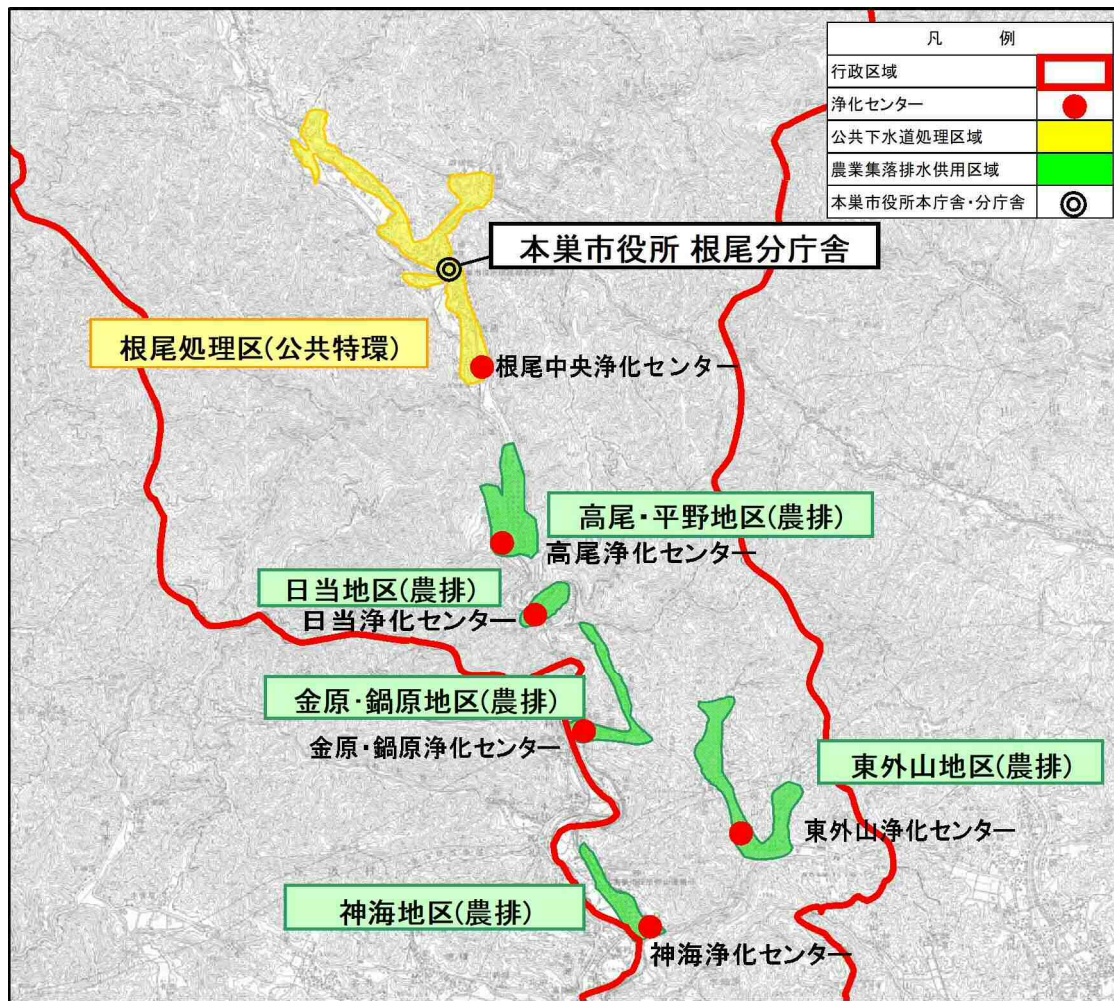 凡 例
行政区域
浄化センター
公共下水道処理区域
農業集落排水供用区域
本巣市役所本庁舎・分庁舎
本巣市役所 根尾分庁舎
根尾処理区(公共特環)
根尾中央浄化センター
高尾・平野地区(農排)
高尾浄化センター
日当地区(農排)
日当浄化センター
金原・鍋原地区(農排)
金原・鍋原浄化センター
東外山地区(農排)
東外山浄化センター
神海地区(農排)
神海浄化センター